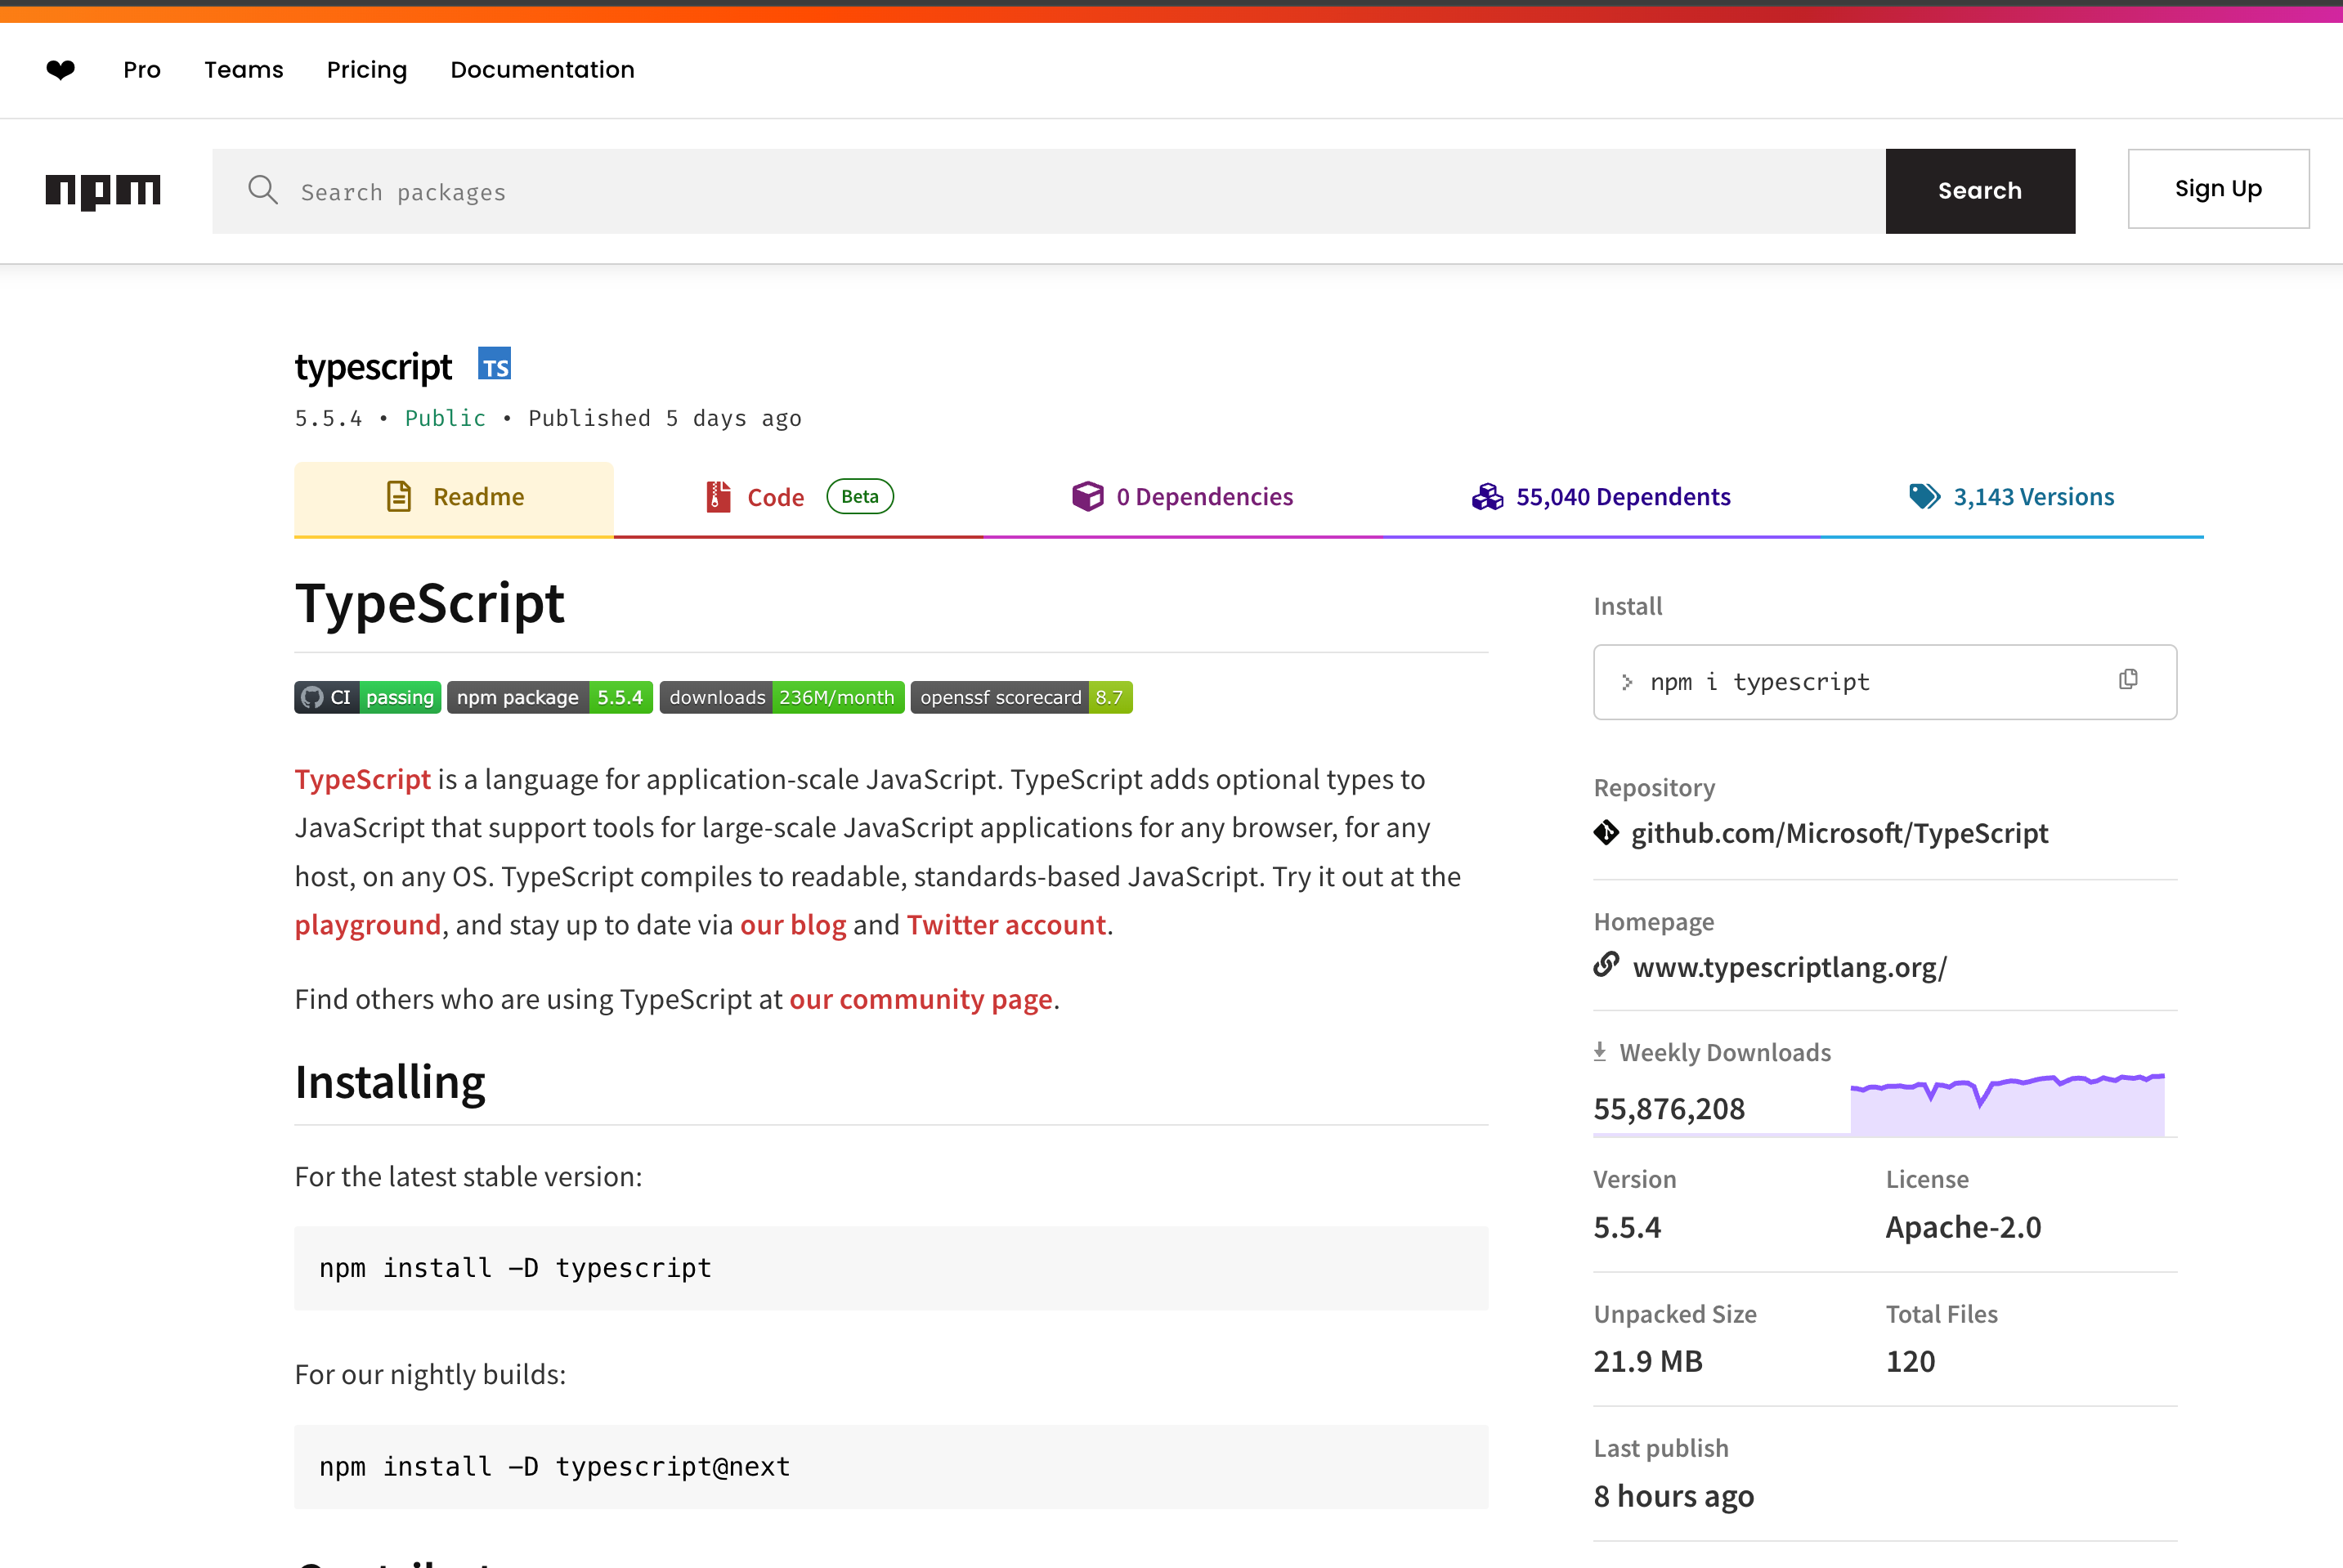 ❤ Pro Teams Pricing Documentation
npm Search packages Search Sign Up
typescript TS
5.5.4 • Public • Published 5 days ago
Readme Code Beta 0 Dependencies 55,040 Dependents 3,143 Versions
TypeScript
CI passing npm package 5.5.4 downloads 236M/month openssf scorecard 8.7
TypeScript is a language for application-scale JavaScript. TypeScript adds optional types to
JavaScript that support tools for large-scale JavaScript applications for any browser, for any
host, on any OS. TypeScript compiles to readable, standards-based JavaScript. Try it out at the
playground, and stay up to date via our blog and Twitter account.
Find others who are using TypeScript at our community page.
Installing
For the latest stable version:
npm install -D typescript
For our nightly builds:
npm install -D typescript@next
Install
npm i typescript
Repository
github.com/Microsoft/TypeScript
Homepage
www.typescriptlang.org/
Weekly Downloads
55,876,208
Version License
5.5.4 Apache-2.0
Unpacked Size Total Files
21.9 MB 120
Last publish
8 hours ago